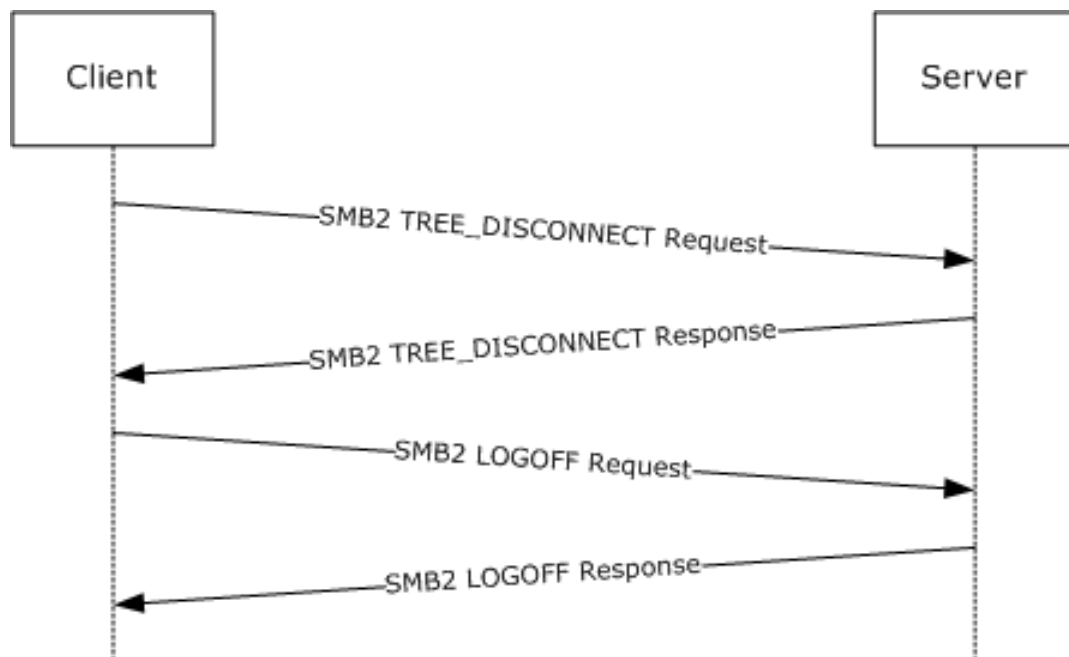 Client
Server
SMB2 TREE_DISCONNECT Request
SMB2 TREE_DISCONNECT Response
SMB2 LOGOFF Request
SMB2 LOGOFF Response